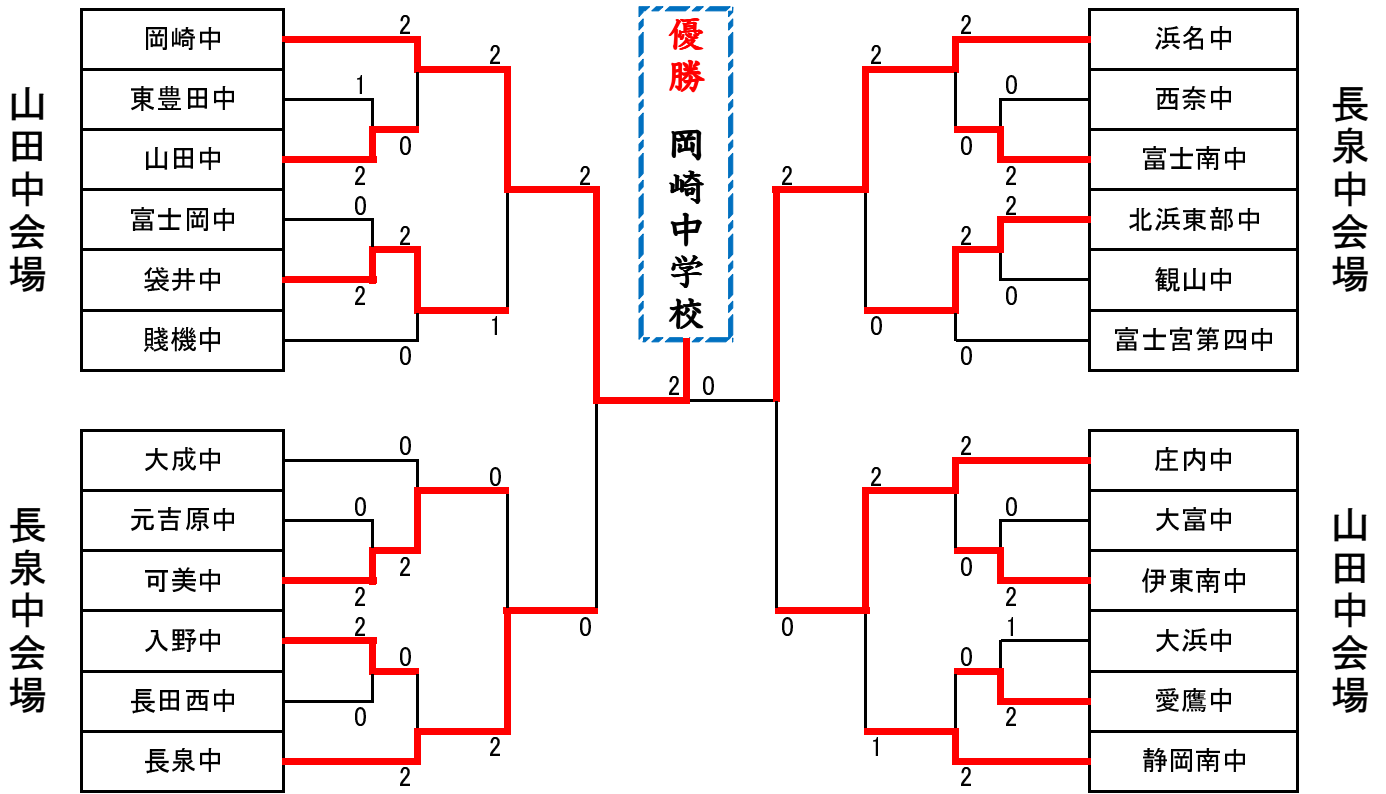 優勝 岡崎中学校
山田中会場
岡崎中
2
2
東豊田中
1
山田中
2
0
2
富士岡中
0
袋井中
2
2
賤機中
0
1
長泉中会場
大成中
0
0
元吉原中
0
可美中
2
2
入野中
2
0
長田西中
0
長泉中
2
2
0
2
0
長泉中会場
浜名中
2
2
西奈中
0
富士南中
2
0
2
北浜東部中
2
2
観山中
0
富士宮第四中
0
0
山田中会場
庄内中
2
2
大富中
0
伊東南中
2
0
大浜中
1
0
愛鷹中
2
静岡南中
2
1
0